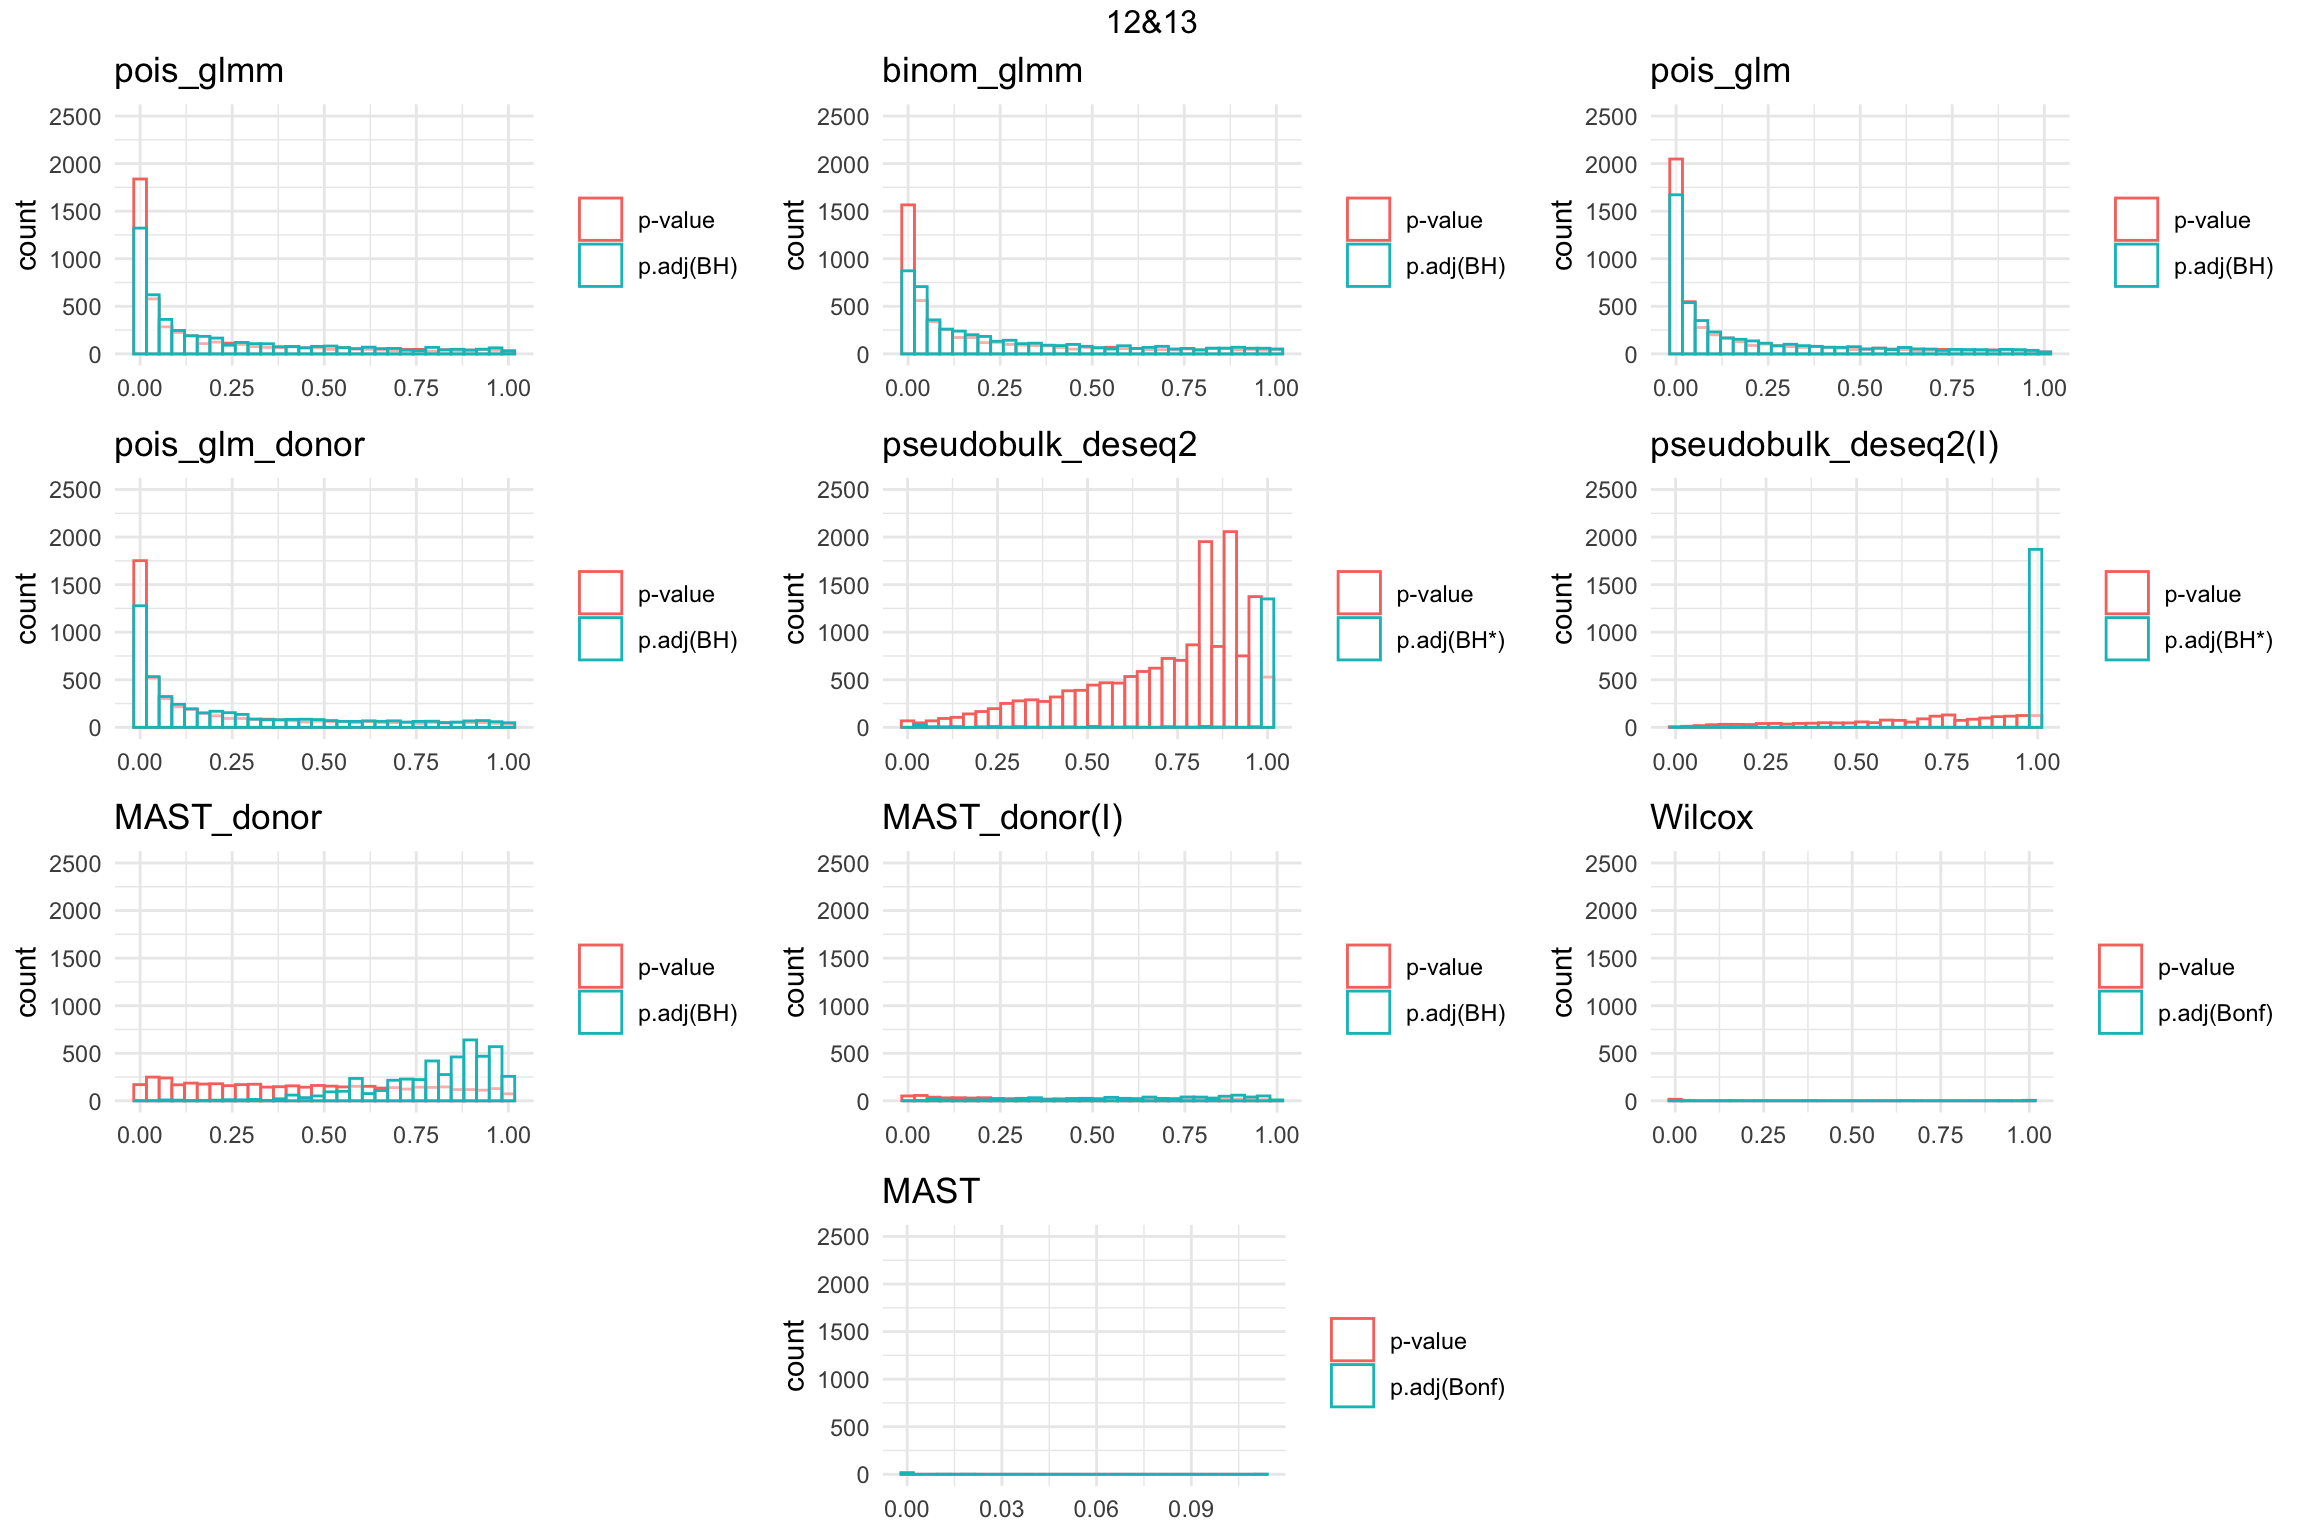 12&13
pois_glmm
binom_glmm
pois_glm
count
2500
2000
1500
1000
500
0
0.00 0.25 0.50 0.75 1.00
p-value
p.adj(BH)
count
2500
2000
1500
1000
500
0
0.00 0.25 0.50 0.75 1.00
p-value
p.adj(BH)
count
2500
2000
1500
1000
500
0
0.00 0.25 0.50 0.75 1.00
p-value
p.adj(BH)
pois_glm_donor
pseudobulk_deseq2
pseudobulk_deseq2(I)
count
2500
2000
1500
1000
500
0
0.00 0.25 0.50 0.75 1.00
p-value
p.adj(BH)
count
2500
2000
1500
1000
500
0
0.00 0.25 0.50 0.75 1.00
p-value
p.adj(BH*)
count
2500
2000
1500
1000
500
0
0.00 0.25 0.50 0.75 1.00
p-value
p.adj(BH*)
MAST_donor
MAST_donor(I)
Wilcox
count
2500
2000
1500
1000
500
0
0.00 0.25 0.50 0.75 1.00
p-value
p.adj(BH)
count
2500
2000
1500
1000
500
0
0.00 0.25 0.50 0.75 1.00
p-value
p.adj(BH)
count
2500
2000
1500
1000
500
0
0.00 0.25 0.50 0.75 1.00
p-value
p.adj(Bonf)
MAST
count
2500
2000
1500
1000
500
0
0.00 0.03 0.06 0.09
p-value
p.adj(Bonf)